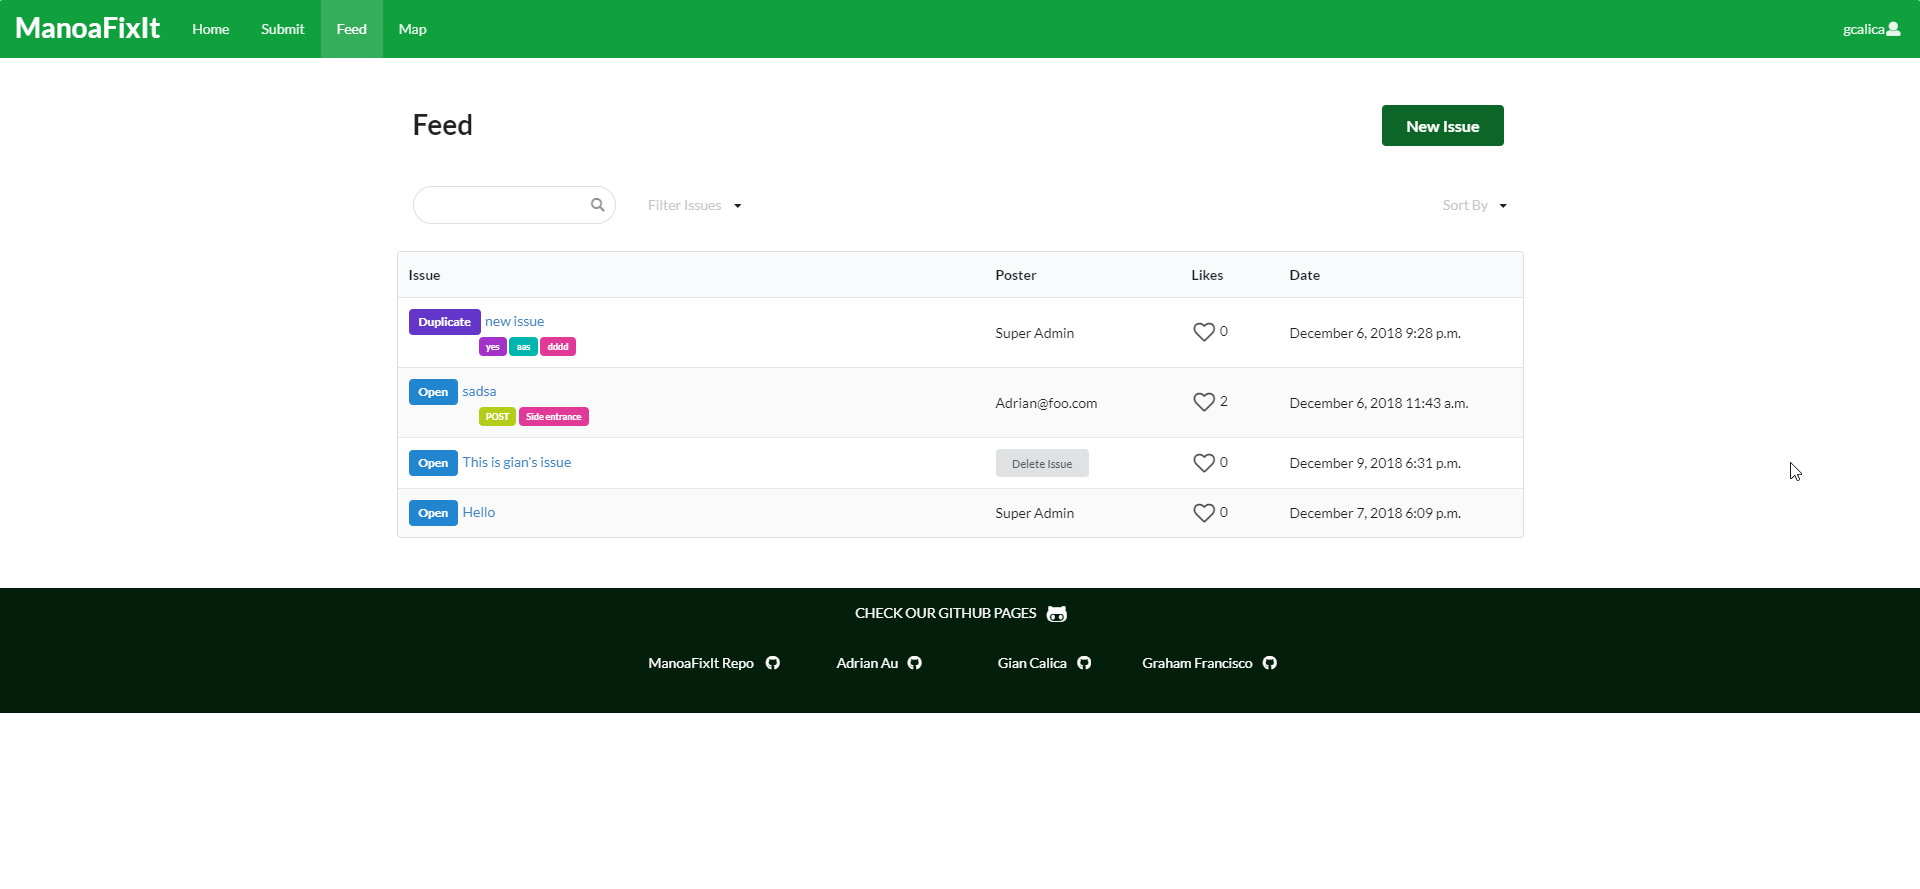 ManoaFixIt Home Submit Feed Map gcalica
Feed New Issue
Filter Issues Sort By
Issue Poster Likes Date
Duplicate new issue Super Admin 0 December 6, 2018 9:28 p.m.
yes aas dddd
Open sadsa Adrian@foo.com 2 December 6, 2018 11:43 a.m.
POST Side entrance
Open This is gian's issue Delete Issue 0 December 9, 2018 6:31 p.m.
Open Hello Super Admin 0 December 7, 2018 6:09 p.m.
CHECK OUR GITHUB PAGES
ManoaFixIt Repo Adrian Au Gian Calica Graham Francisco